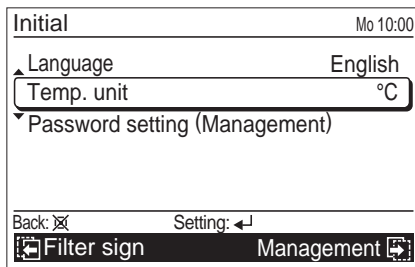 Initial Mo 10:00
Language English
Temp. unit °C
Password setting (Management)
Back: Setting:
Filter sign Management